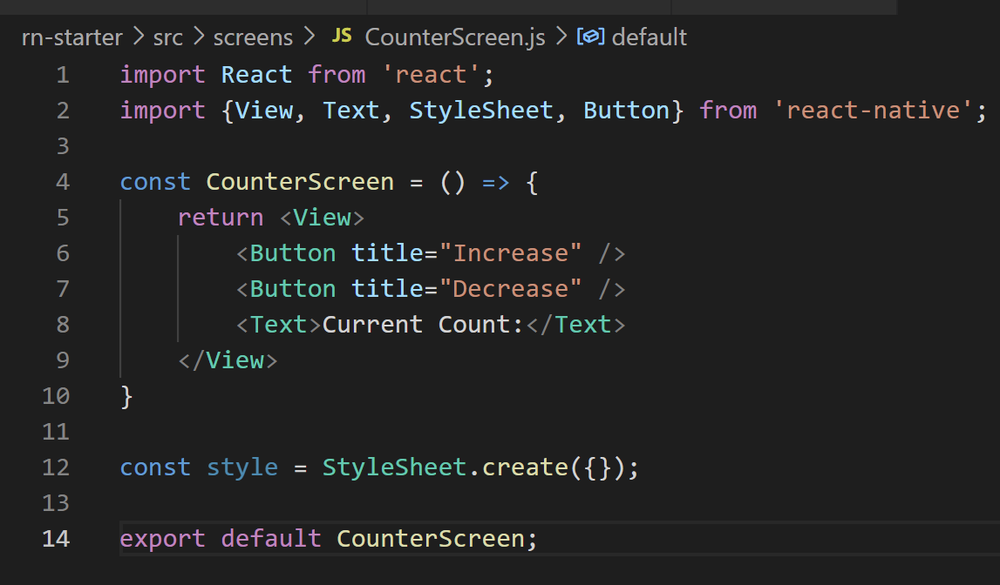 rn-starter > src > screens > JS CounterScreen.js > default
1 import React from 'react';
2 import {View, Text, StyleSheet, Button} from 'react-native';
3
4 const CounterScreen = () => {
5     return <View>
6         <Button title="Increase" />
7         <Button title="Decrease" />
8         <Text>Current Count:</Text>
9     </View>
10 }
11
12 const style = StyleSheet.create({});
13
14 export default CounterScreen;